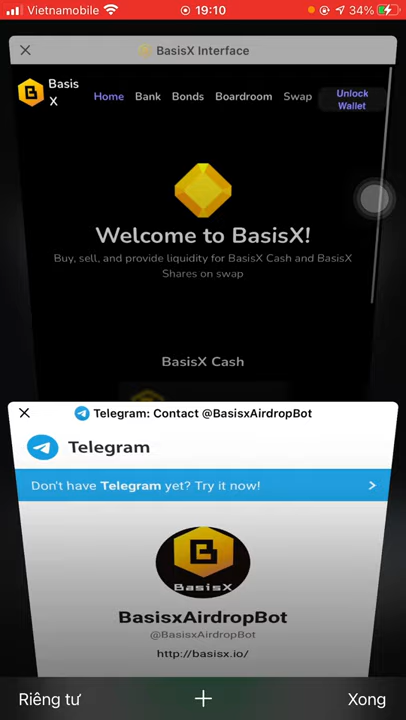 Vietnamobile 19:10 34%
BasisX Interface
Basis X
Home Bank Bonds Boardroom Swap Unlock Wallet
Welcome to BasisX!
Buy, sell, and provide liquidity for BasisX Cash and BasisX
Shares on swap
BasisX Cash
Telegram: Contact @BasisxAirdropBot
Telegram
Don't have Telegram yet? Try it now!
BasisX
BasisxAirdropBot
@BasisxAirdropBot
http://basisx.io/
Riêng tư Xong